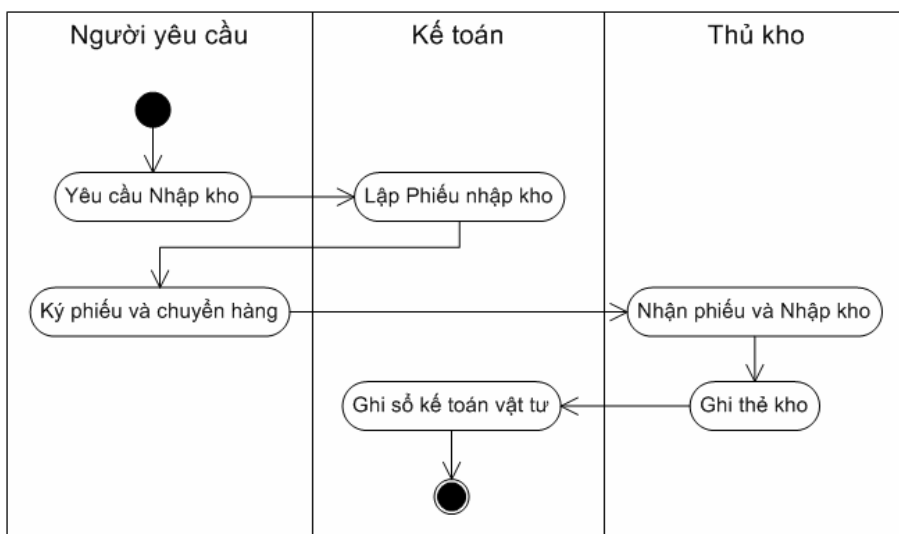 Người yêu cầu
Kế toán
Thủ kho
Yêu cầu Nhập kho
Lập Phiếu nhập kho
Ký phiếu và chuyển hàng
Nhận phiếu và Nhập kho
Ghi sổ kế toán vật tư
Ghi thẻ kho